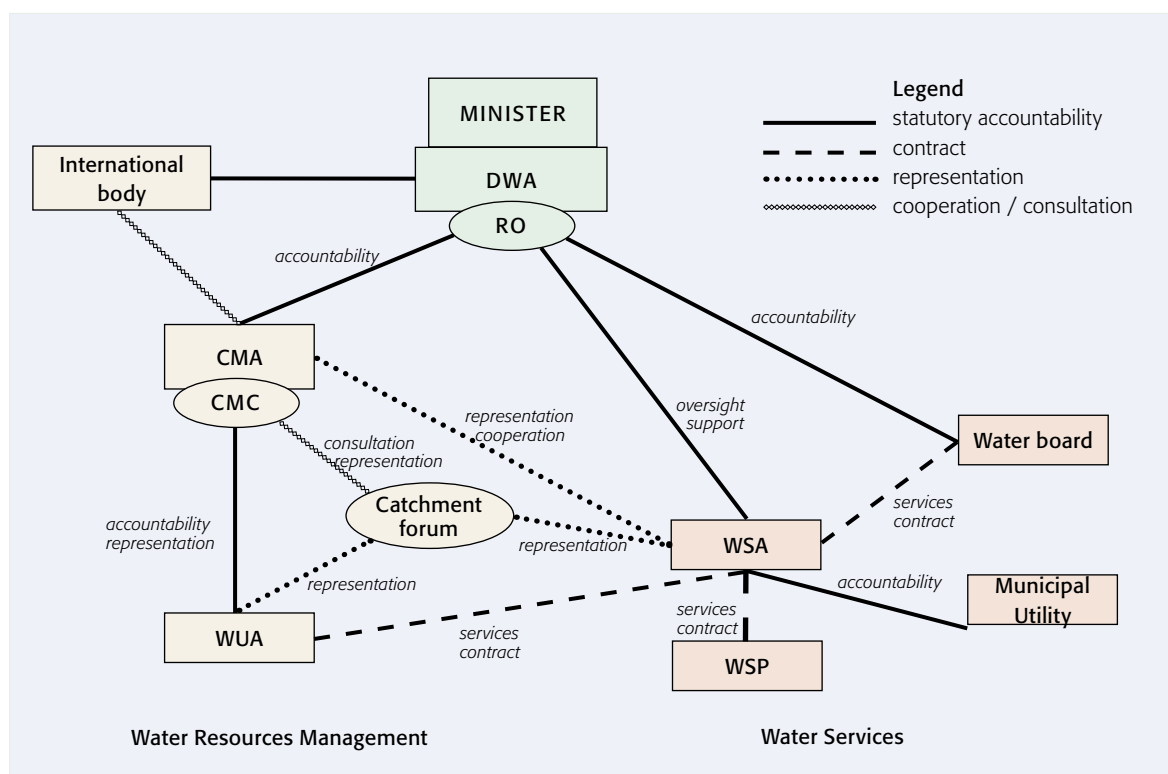 MINISTER
DWA
RO
International
body
Legend
statutory accountability
contract
representation
cooperation / consultation
accountability
accountability
CMA
CMC
representation
cooperation
oversight
support
consultation
representation
Water board
Catchment
forum
services
contract
accountability
representation
representation
WSA
representation
accountability
Municipal
Utility
WUA
services
contract
services
contract
WSP
Water Resources Management
Water Services